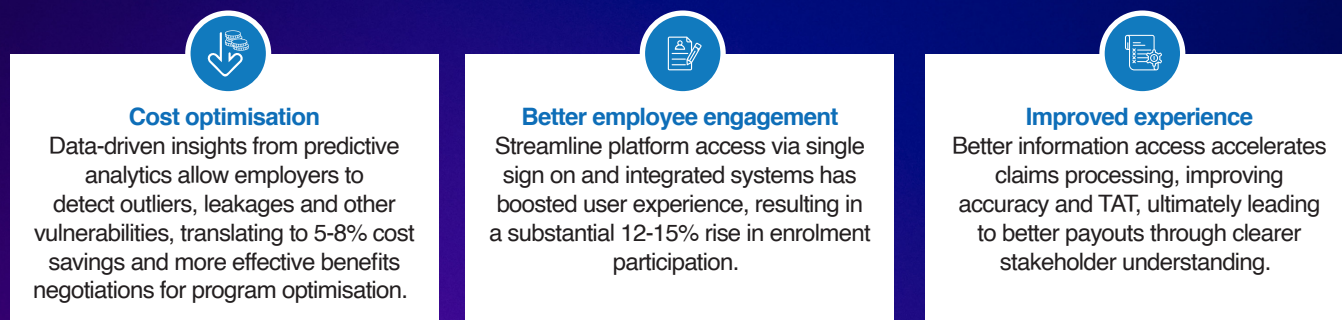 Cost optimisation
Data-driven insights from predictive
analytics allow employers to
detect outliers, leakages and other
vulnerabilities, translating to 5-8% cost
savings and more effective benefits
negotiations for program optimisation.
Better employee engagement
Streamline platform access via single
sign on and integrated systems has
boosted user experience, resulting in
a substantial 12-15% rise in enrolment
participation.
Improved experience
Better information access accelerates
claims processing, improving
accuracy and TAT, ultimately leading
to better payouts through clearer
stakeholder understanding.